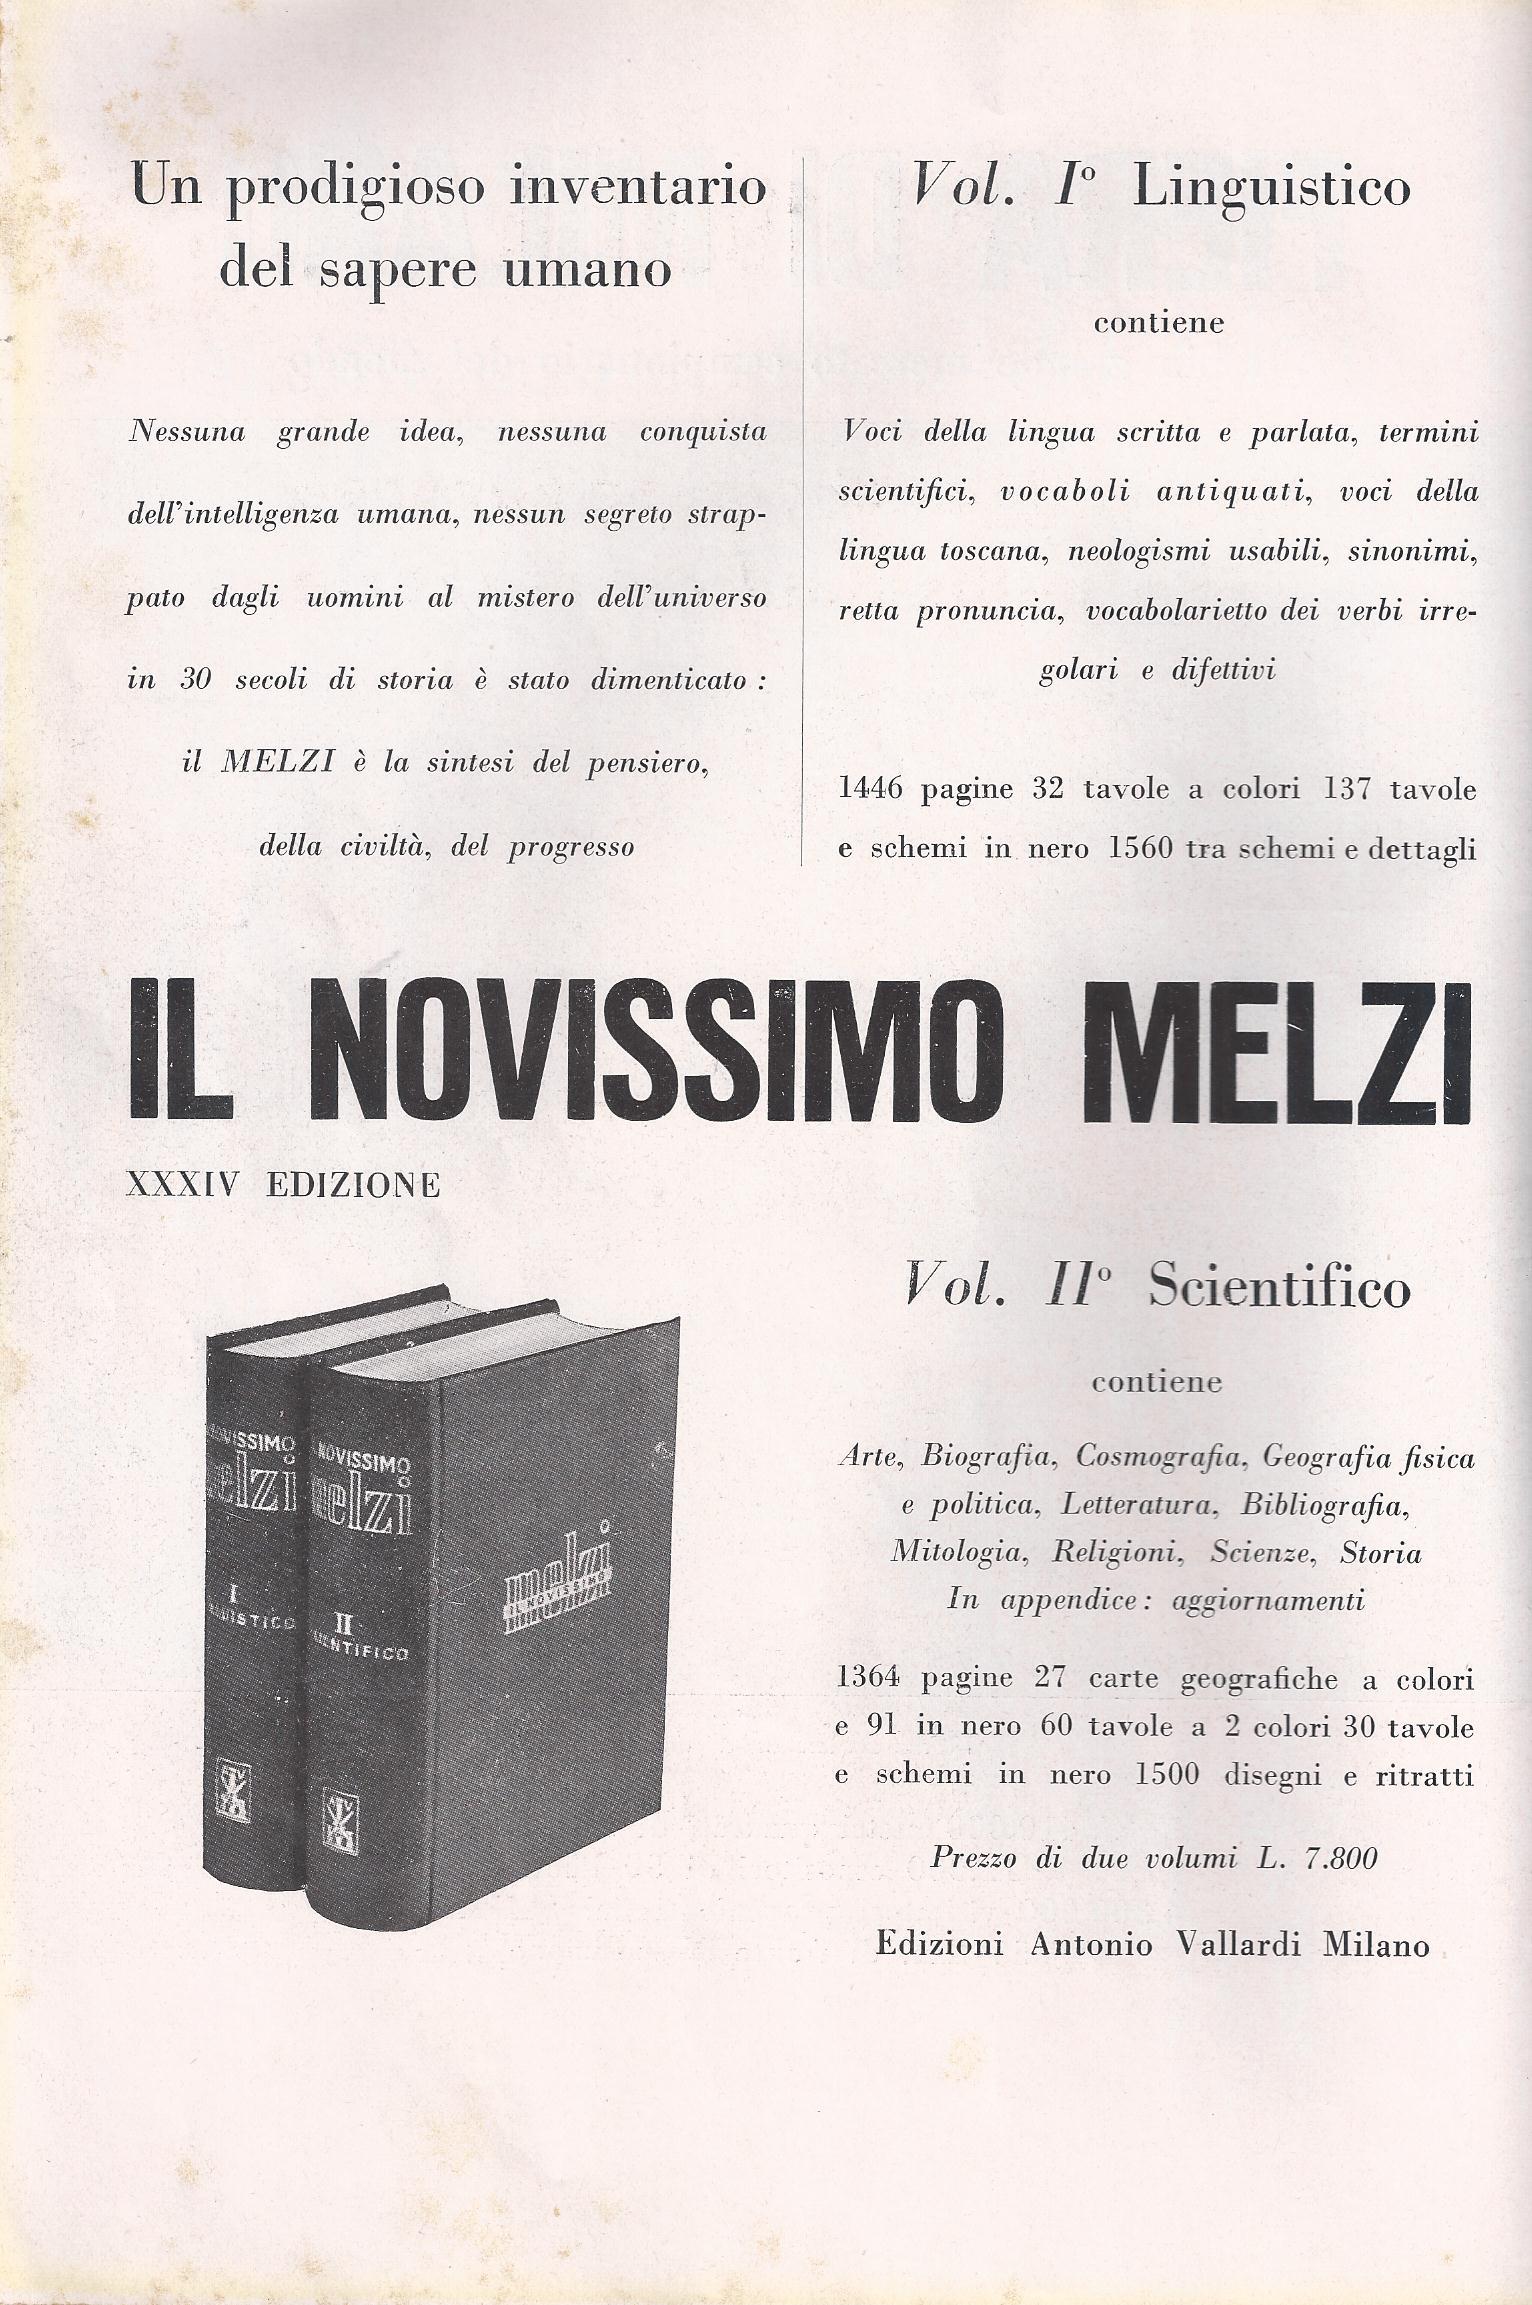 Un prodigioso inventario
del sapere umano
Nessuna grande idea, nessuna conquista
dell'intelligenza umana, nessun segreto strap-
pato dagli uomini al mistero dell'universo
in 30 secoli di storia è stato dimenticato :
il MELZI è la sintesi del pensiero,
della civiltà, del progresso
Vol. I° Linguistico
contiene
Voci della lingua scritta e parlata, termini
scientifici, vocaboli antiquati, voci della
lingua toscana, neologismi usabili, sinonimi,
retta pronuncia, vocabolarietto dei verbi irre-
golari e difettivi
1446 pagine 32 tavole a colori 137 tavole
e schemi in nero 1560 tra schemi e dettagli
IL NOVISSIMO MELZI
XXXIV EDIZIONE
NOVISSIMO
melzi
I
NOVISSIMO
melzi
II
melzi
IL NOVISSIMO
Vol. II° Scientifico
contiene
Arte, Biografia, Cosmografia, Geografia fisica
e politica, Letteratura, Bibliografia,
Mitologia, Religioni, Scienze, Storia
In appendice : aggiornamenti
1364 pagine 27 carte geografiche a colori
e 91 in nero 60 tavole a 2 colori 30 tavole
e schemi in nero 1500 disegni e ritratti
Prezzo di due volumi L. 7.800
Edizioni Antonio Vallardi Milano